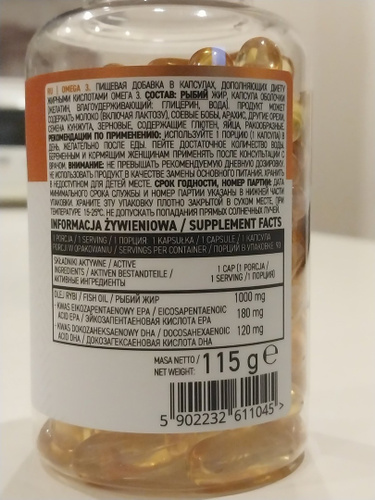 RU | OMEGA 3. ПИЩЕВАЯ ДОБАВКА В КАПСУЛАХ, ДОПОЛНЯЮЩИХ ДИЕТУ
ЖИРНЫМИ КИСЛОТАМИ ОМЕГА 3. СОСТАВ: РЫБИЙ ЖИР, КАПСУЛА ОБОЛОЧКИ
(ЖЕЛАТИН, ВЛАГОУДЕРЖИВАЮЩИЙ: ГЛИЦЕРИН, ВОДА). ПРОДУКТ МОЖЕТ
СОДЕРЖАТЬ МОЛОКО (ВКЛЮЧАЯ ЛАКТОЗУ), СОЕВЫЕ БОБЫ, АРАХИС, ДРУГИЕ ОРЕХИ,
СЕМЕНА КУНЖУТА, ЗЕРНОВЫЕ, СОДЕРЖАЩИЕ ГЛЮТЕН, ЯЙЦА, РАКООБРАЗНЫЕ.
РЕКОМЕНДАЦИИ ПО ПРИМЕНЕНИЮ: ИСПОЛЬЗУЙТЕ 1 ПОРЦИЮ (1 КАПСУЛА) В
ДЕНЬ, ЖЕЛАТЕЛЬНО ПОСЛЕ ЕДЫ. ПЕЙТЕ ДОСТАТОЧНОЕ КОЛИЧЕСТВО ВОДЫ.
БЕРЕМЕННЫМ И КОРМЯЩИМ ЖЕНЩИНАМ ПРИМЕНЯТЬ ПОСЛЕ КОНСУЛЬТАЦИИ С
ВРАЧОМ. ВНИМАНИЕ: НЕ ПРЕВЫШАТЬ РЕКОМЕНДУЕМУЮ ДНЕВНУЮ ДОЗИРОВКУ.
НЕ ИСПОЛЬЗОВАТЬ ПРОДУКТ В КАЧЕСТВЕ ЗАМЕНЫ ОСНОВНОГО ПИТАНИЯ. ХРАНИТЬ
В НЕДОСТУПНОМ ДЛЯ ДЕТЕЙ МЕСТЕ. СРОК ГОДНОСТИ, НОМЕР ПАРТИИ: ДАТА
МИНИМАЛЬНОГО СРОКА СЛУЖБЫ И НОМЕР ПАРТИИ УКАЗАНЫ В НИЖНЕЙ ЧАСТИ
УПАКОВКИ. ХРАНИТЕ ЭТУ УПАКОВКУ ПЛОТНО ЗАКРЫТОЙ В СУХОМ МЕСТЕ, ПРИ
ТЕМПЕРАТУРЕ 15-25°C. НЕ ДОПУСКАТЬ ПОПАДАНИЯ ПРЯМЫХ СОЛНЕЧНЫХ ЛУЧЕЙ.
INFORMACJA ŻYWIENIOWA / SUPPLEMENT FACTS
1 PORCJA / 1 SERVING / 1 ПОРЦИЯ 1 KAPSUŁKA / 1 CAPSULE / 1 КАПСУЛА
PORCJI W OPAKOWANIU / SERVINGS PER CONTAINER / ПОРЦИЙ В УПАКОВКЕ 90
SKŁADNIKI AKTYWNE / ACTIVE
INGREDIENTS / AKTIVEN BESTANDTEILE /
АКТИВНЫЕ ИНГРЕДИЕНТЫ
1 CAP (1 PORCJA /
1 SERVING /1 ПОРЦИЯ)
OLEJ RYBI / FISH OIL / РЫБИЙ ЖИР 1000 mg
- KWAS EIKOZAPENTAENOWY EPA / EICOSAPENTAENOIC
ACID EPA / ЭЙКОЗАПЕНТАЕНОВАЯ КИСЛОТА EPA 180 mg
- KWAS DOKOZAHEKSAENOWY DHA / DOCOSAHEXAENOIC
ACID DHA / ДОКОЗАГЕКСАЕНОВАЯ КИСЛОТА DHA 120 mg
MASA NETTO /
NET WEIGHT: 115 g e
5 902232 611045 >